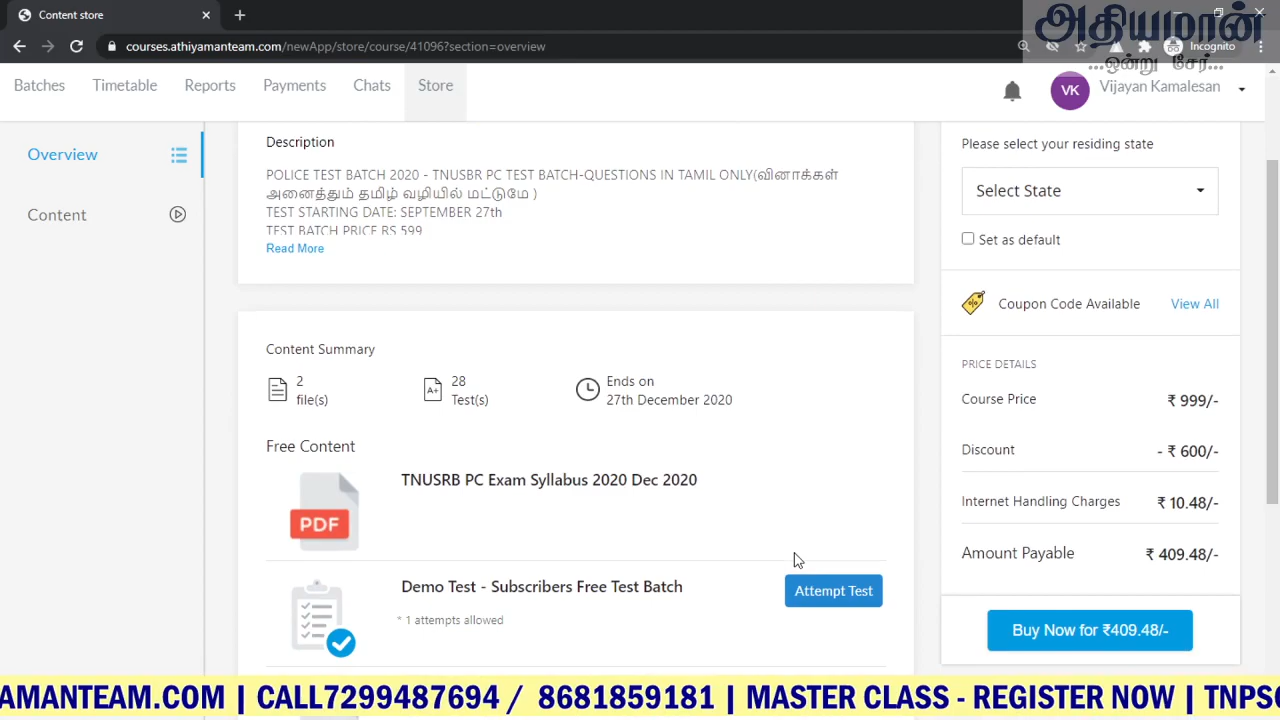 Content store
courses.athiyamanteam.com/newApp/store/course/41096?section=overview
Incognito
அதியமான்
...ஒன்று சேர்...
Batches
Timetable
Reports
Payments
Chats
Store
VK
Vijayan Kamalesan
Overview
Content
Description
POLICE TEST BATCH 2020 - TNUSBR PC TEST BATCH-QUESTIONS IN TAMIL ONLY(வினாக்கள்
அனைத்தும் தமிழ் வழியில் மட்டுமே )
TEST STARTING DATE: SEPTEMBER 27th
TEST BATCH PRICE RS 599
Read More
Content Summary
2
file(s)
A+
28
Test(s)
Ends on
27th December 2020
Free Content
PDF
TNUSRB PC Exam Syllabus 2020 Dec 2020
Demo Test - Subscribers Free Test Batch
* 1 attempts allowed
Attempt Test
Please select your residing state
Select State
Set as default
Coupon Code Available
View All
PRICE DETAILS
Course Price
₹ 999/-
Discount
- ₹ 600/-
Internet Handling Charges
₹ 10.48/-
Amount Payable
₹ 409.48/-
Buy Now for ₹409.48/-
AMANTEAM.COM | CALL7299487694 / 8681859181 | MASTER CLASS - REGISTER NOW | TNPSC